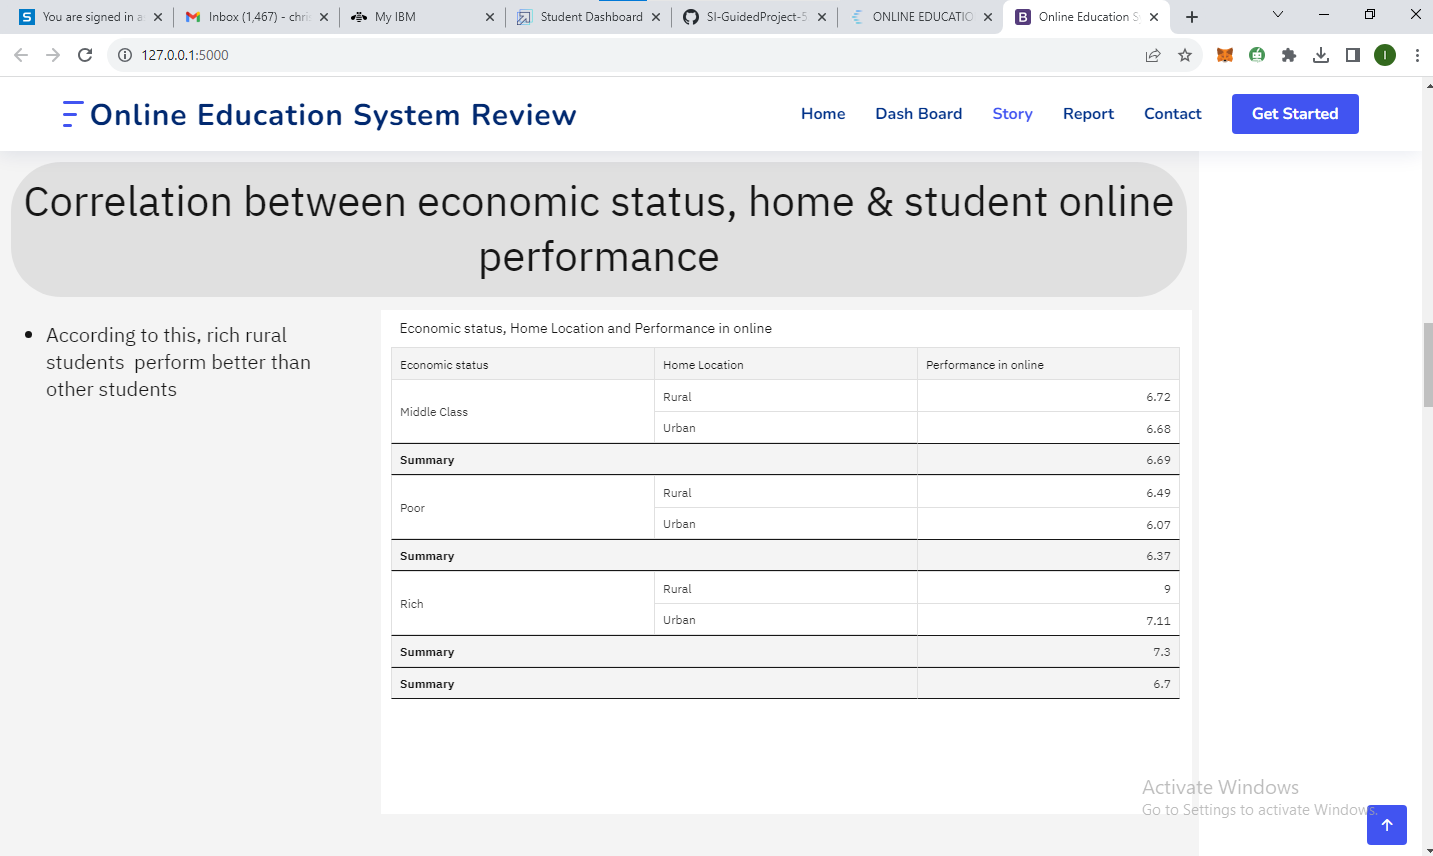 You are signed in a
Inbox (1,467) - chri
My IBM
Student Dashboard
SI-GuidedProject-5
ONLINE EDUCATIO
Online Education S
127.0.0.1:5000
Online Education System Review
Home
Dash Board
Story
Report
Contact
Get Started
Correlation between economic status, home & student online
performance
• According to this, rich rural
students perform better than
other students
Economic status, Home Location and Performance in online
Economic status Home Location Performance in online
Middle Class
Rural 6.72
Urban 6.68
Summary 6.69
Poor
Rural 6.49
Urban 6.07
Summary 6.37
Rich
Rural 9
Urban 7.11
Summary 7.3
Summary 6.7
Activate Windows
Go to Settings to activate Windows.